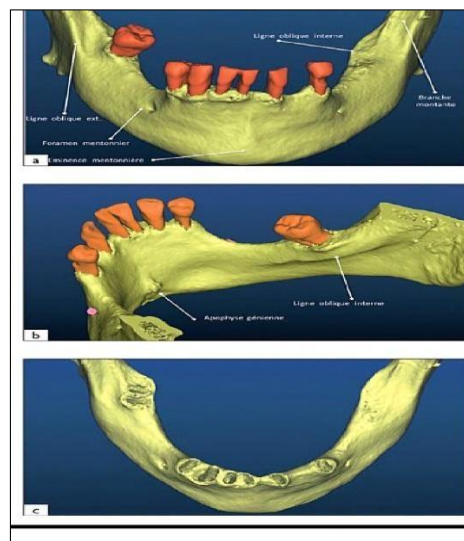 Ligne oblique interne
Branche
montante
Ligne oblique ext.
Foramen mentonnier
Eminence mentonnière
a
Ligne oblique interne
Apophyse génienne
b
c